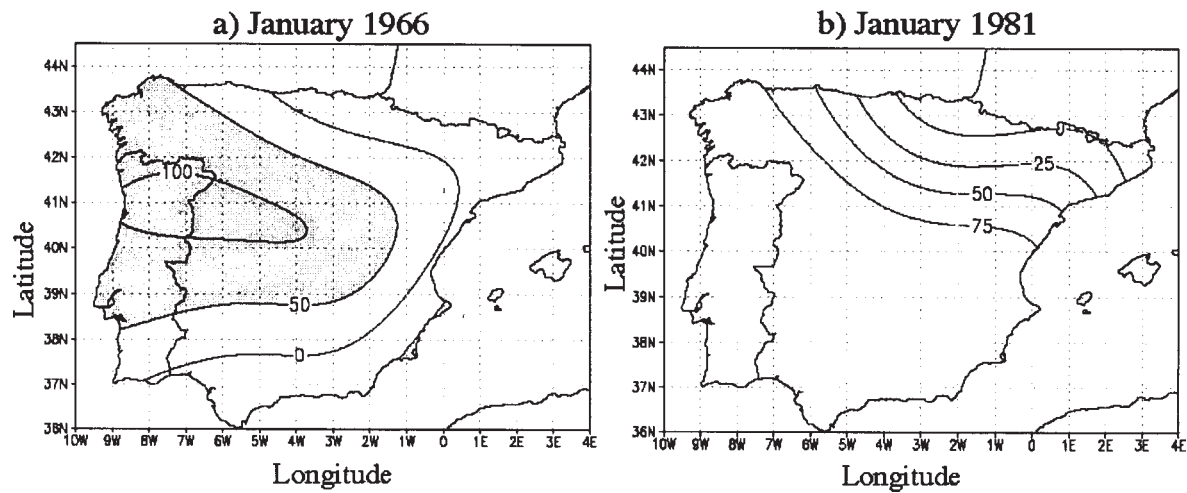 a) January 1966
44N
43N
42N
41N
40N
39N
38N
37N
36N
10W 9W 8W 7W 6W 5W 4W 3W 2W 1W 0 1E 2E 3E 4E
Latitude
Longitude
100
50
0
b) January 1981
44N
43N
42N
41N
40N
39N
38N
37N
36N
10W 9W 8W 7W 6W 5W 4W 3W 2W 1W 0 1E 2E 3E 4E
Latitude
Longitude
0
-25
-50
-75